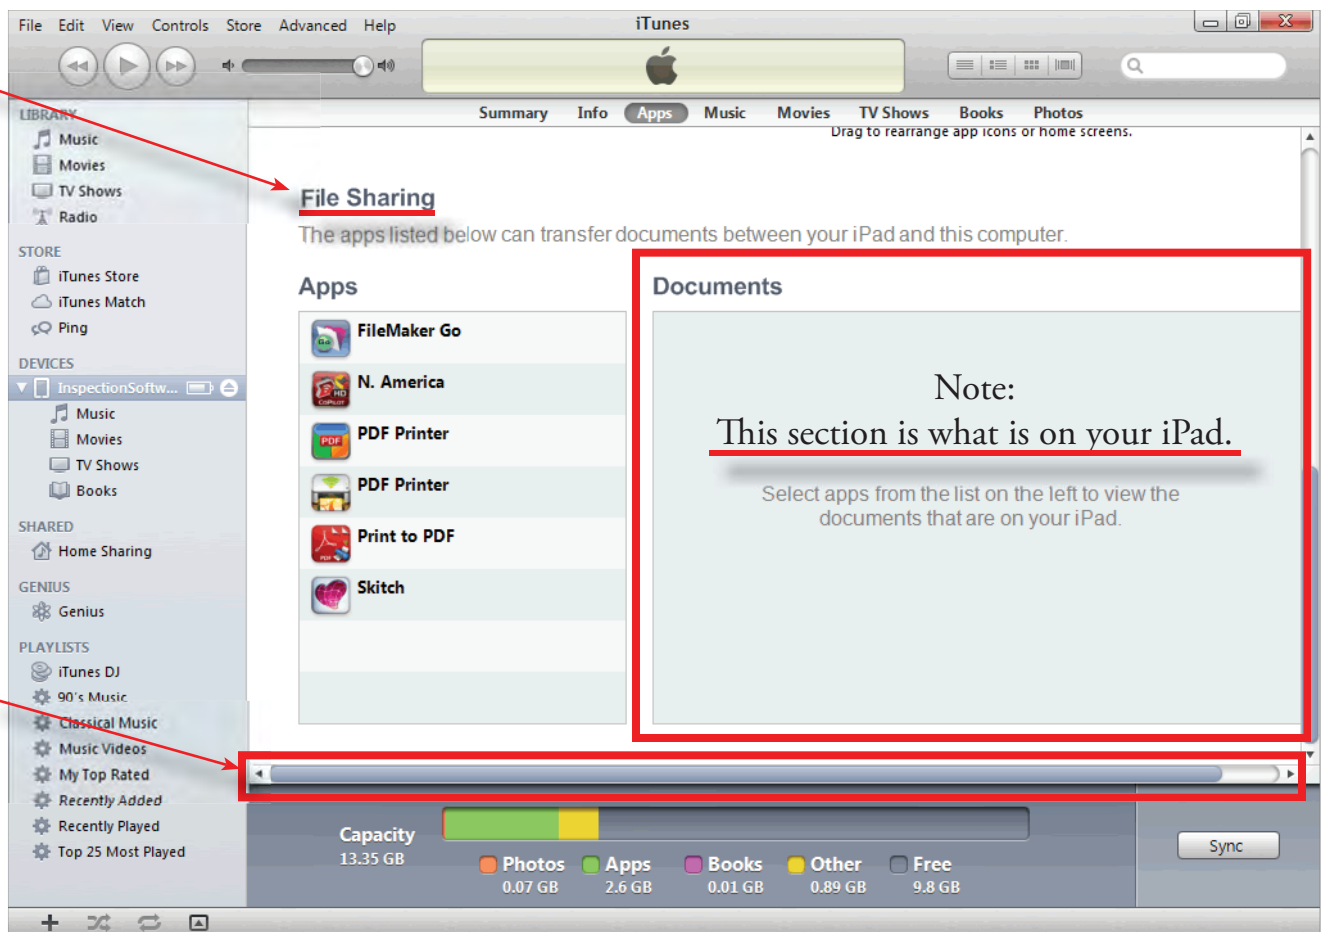 File Edit View Controls Store Advanced Help
iTunes
Summary Info Apps Music Movies TV Shows Books Photos
Drag to rearrange app icons or home screens.
LIBRARY
Music
Movies
TV Shows
Radio
STORE
iTunes Store
iTunes Match
Ping
DEVICES
InspectionSoftw...
Music
Movies
TV Shows
Books
SHARED
Home Sharing
GENIUS
Genius
PLAYLISTS
iTunes DJ
90's Music
Classical Music
Music Videos
My Top Rated
Recently Added
Recently Played
Top 25 Most Played
File Sharing
The apps listed below can transfer documents between your iPad and this computer.
Apps
FileMaker Go
N. America
PDF Printer
PDF Printer
Print to PDF
Skitch
Documents
Note:
This section is what is on your iPad.
Select apps from the list on the left to view the
documents that are on your iPad.
Capacity
13.35 GB
Photos Apps Books Other Free
0.07 GB 2.6 GB 0.01 GB 0.89 GB 9.8 GB
Sync